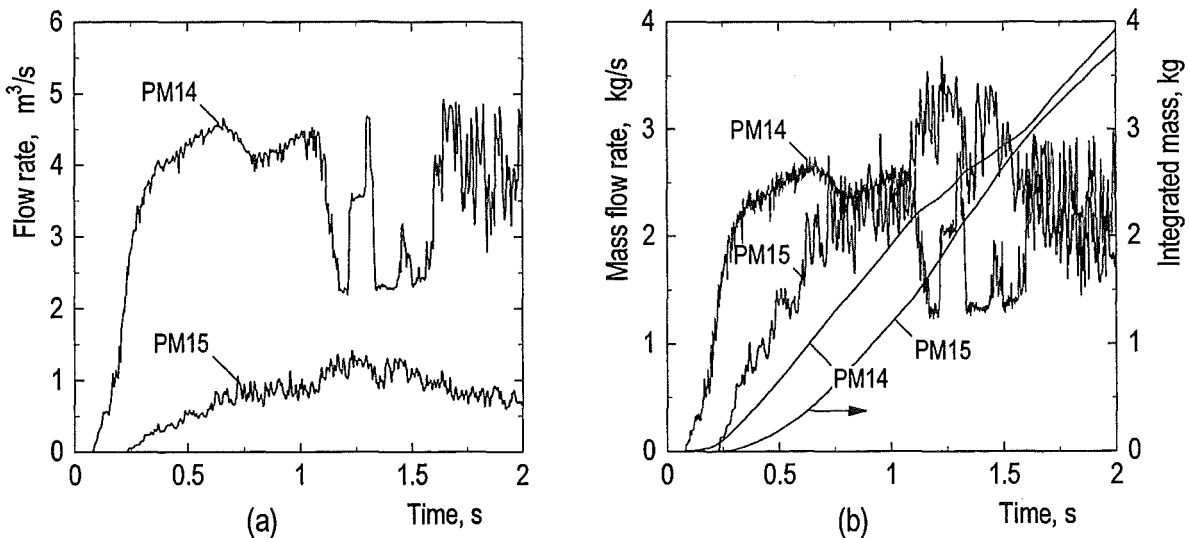 6
5
4
3
2
1
0
Flow rate, m³/s
PM14
PM15
0
0.5
1
1.5
2
Time, s
(a)
4
3
2
1
0
Mass flow rate, kg/s
PM14
PM15
PM14
PM15
4
3
2
1
0
Integrated mass, kg
0
0.5
1
1.5
2
Time, s
(b)